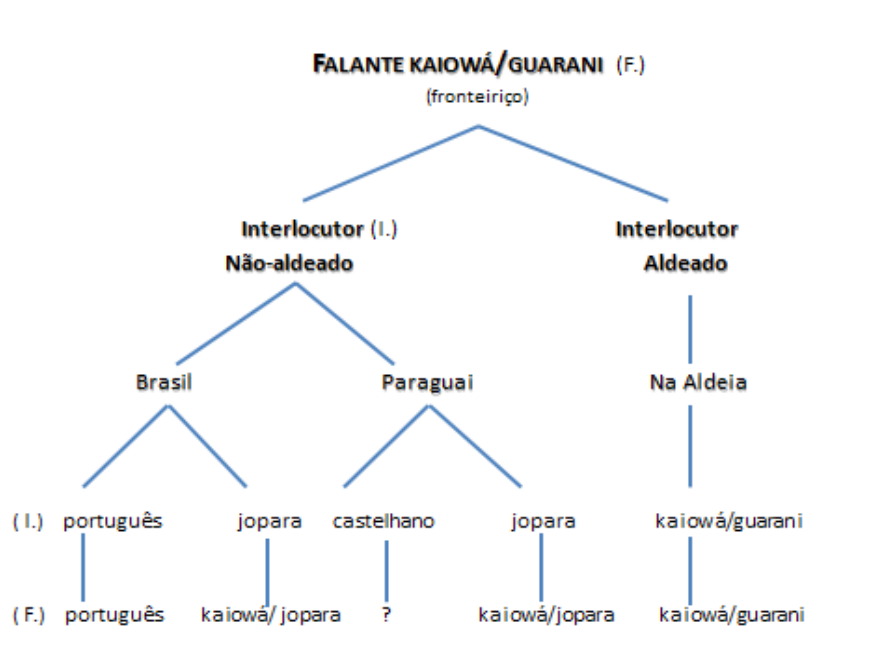 FALANTE KAIOWÁ/GUARANI (F.)
(fronteiriço)
Interlocutor (I.) Interlocutor
Não-aldeado Aldeado
Brasil Paraguai Na Aldeia
( I.) português jopara castelhano jopara kaiowá/guarani
( F.) português kaiowá/ jopara ? kaiowá/jopara kaiowá/guarani